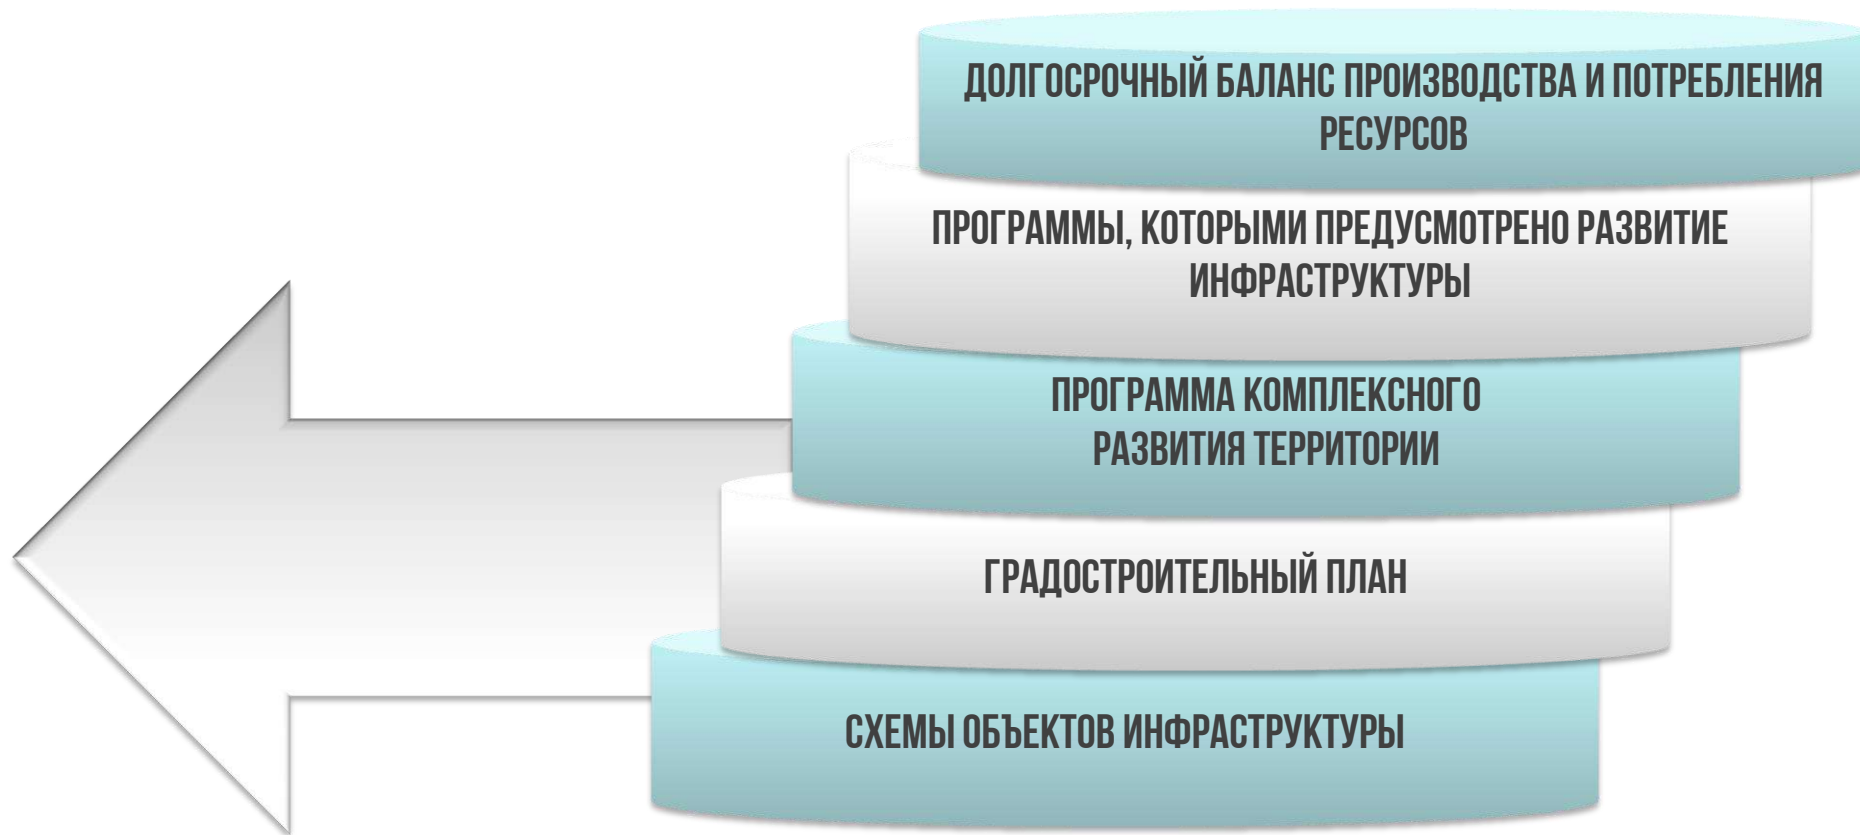 ДОЛГОСРОЧНЫЙ БАЛАНС ПРОИЗВОДСТВА И ПОТРЕБЛЕНИЯ
РЕСУРСОВ
ПРОГРАММЫ, КОТОРЫМИ ПРЕДУСМОТРЕНО РАЗВИТИЕ
ИНФРАСТРУКТУРЫ
ПРОГРАММА КОМПЛЕКСНОГО
РАЗВИТИЯ ТЕРРИТОРИИ
ГРАДОСТРОИТЕЛЬНЫЙ ПЛАН
СХЕМЫ ОБЪЕКТОВ ИНФРАСТРУКТУРЫ